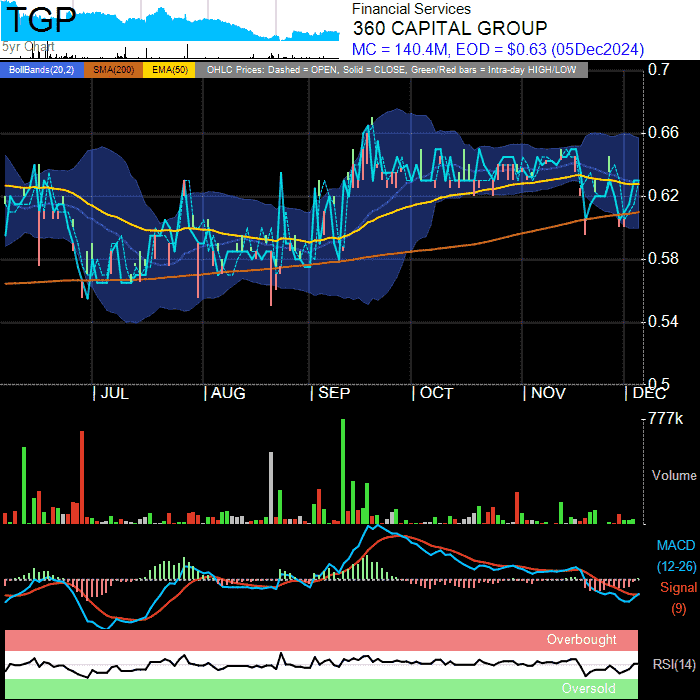 TGP
5yr Chart
Financial Services
360 CAPITAL GROUP
MC = 140.4M, EOD = $0.63 (05Dec2024)
BollBands(20,2) SMA(200) EMA(50) OHLC Prices: Dashed = OPEN, Solid = CLOSE, Green/Red bars = Intra-day HIGH/LOW
0.7
0.66
0.62
0.58
0.54
0.5
JUL AUG SEP OCT NOV DEC
777k
Volume
MACD
(12-26)
Signal
(9)
Overbought
RSI(14)
Oversold